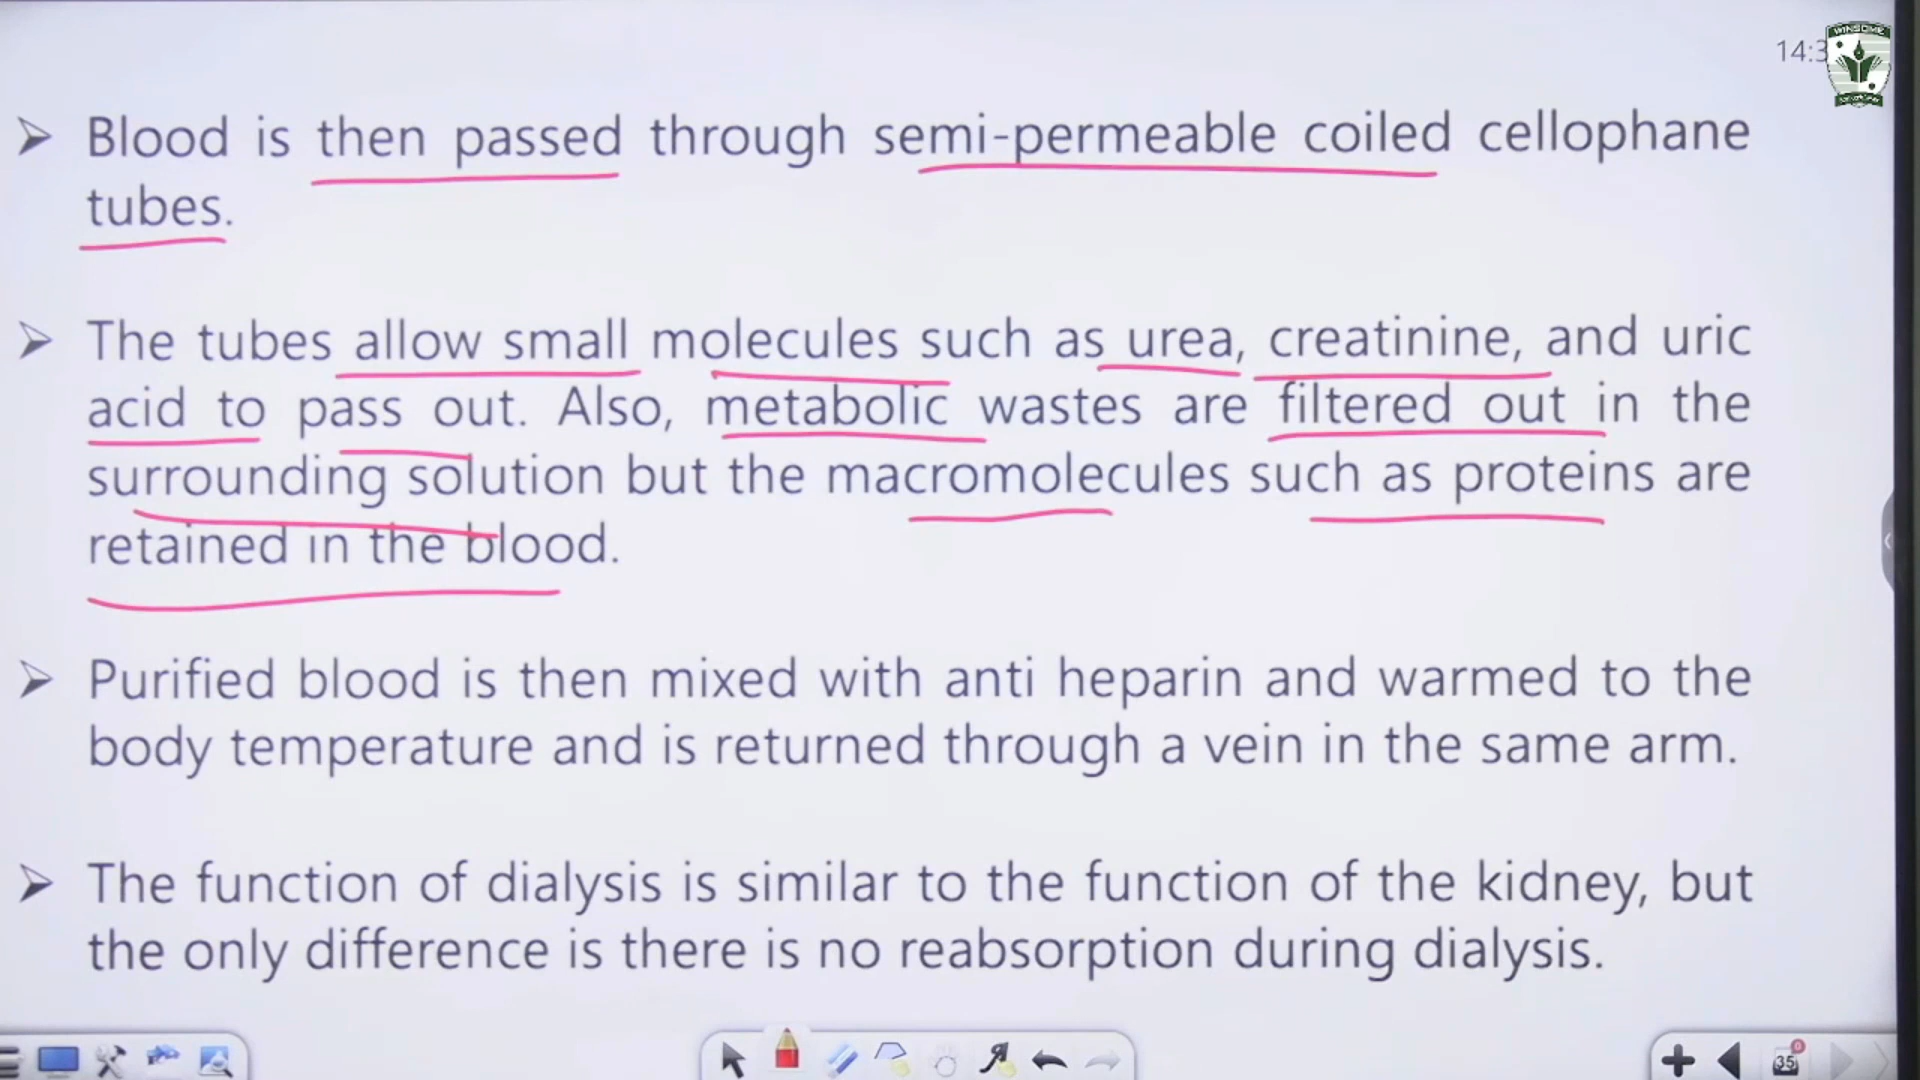 WINSOME
14:3
➢ Blood is then passed through semi-permeable coiled cellophane
tubes.
➢ The tubes allow small molecules such as urea, creatinine, and uric
acid to pass out. Also, metabolic wastes are filtered out in the
surrounding solution but the macromolecules such as proteins are
retained in the blood.
➢ Purified blood is then mixed with anti heparin and warmed to the
body temperature and is returned through a vein in the same arm.
➢ The function of dialysis is similar to the function of the kidney, but
the only difference is there is no reabsorption during dialysis.
35